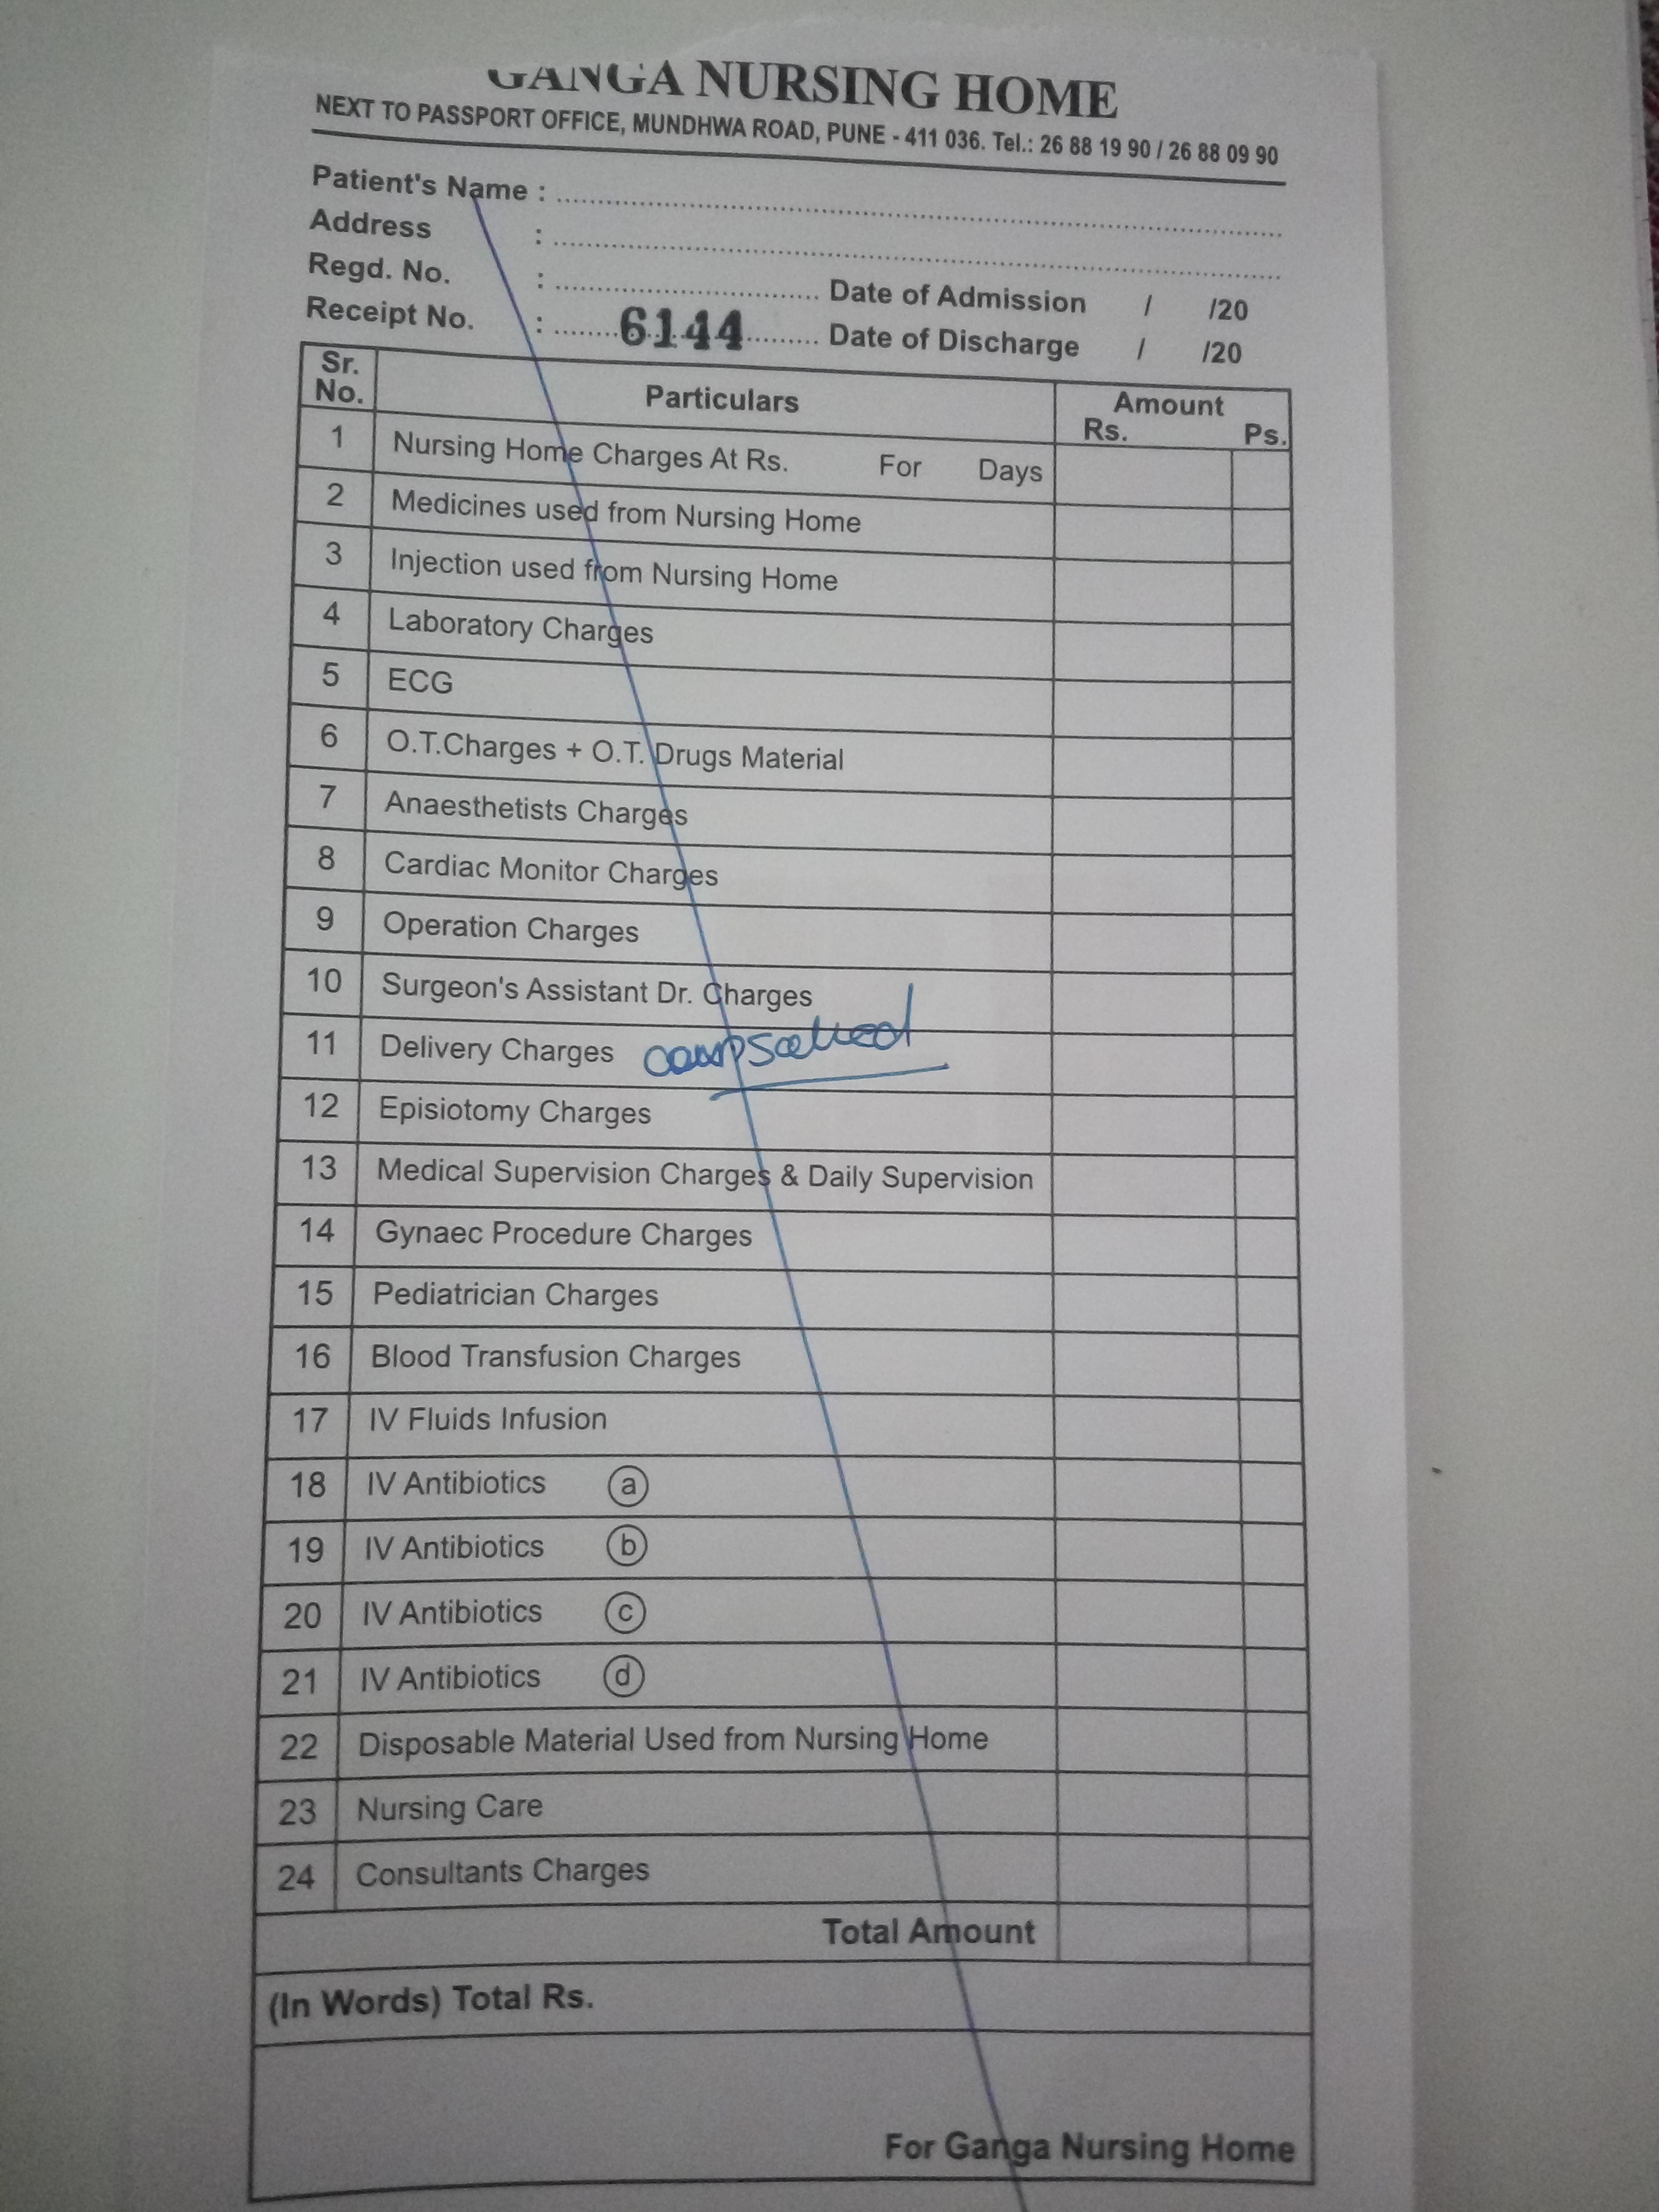 GANGA NURSING HOME
NEXT TO PASSPORT OFFICE, MUNDHWA ROAD, PUNE - 411 036. Tel.: 26 88 19 90 / 26 88 09 90
Patient's Name :
Address :
Regd. No. : Date of Admission / /20
Receipt No. : 6144 Date of Discharge / /20
Sr. No. Particulars Amount Rs. Ps.
1 Nursing Home Charges At Rs. For Days
2 Medicines used from Nursing Home
3 Injection used from Nursing Home
4 Laboratory Charges
5 ECG
6 O.T.Charges + O.T. Drugs Material
7 Anaesthetists Charges
8 Cardiac Monitor Charges
9 Operation Charges
10 Surgeon's Assistant Dr. Charges
11 Delivery Charges
12 Episiotomy Charges
13 Medical Supervision Charges & Daily Supervision
14 Gynaec Procedure Charges
15 Pediatrician Charges
16 Blood Transfusion Charges
17 IV Fluids Infusion
18 IV Antibiotics a
19 IV Antibiotics b
20 IV Antibiotics c
21 IV Antibiotics d
22 Disposable Material Used from Nursing Home
23 Nursing Care
24 Consultants Charges
Total Amount
(In Words) Total Rs.
For Ganga Nursing Home